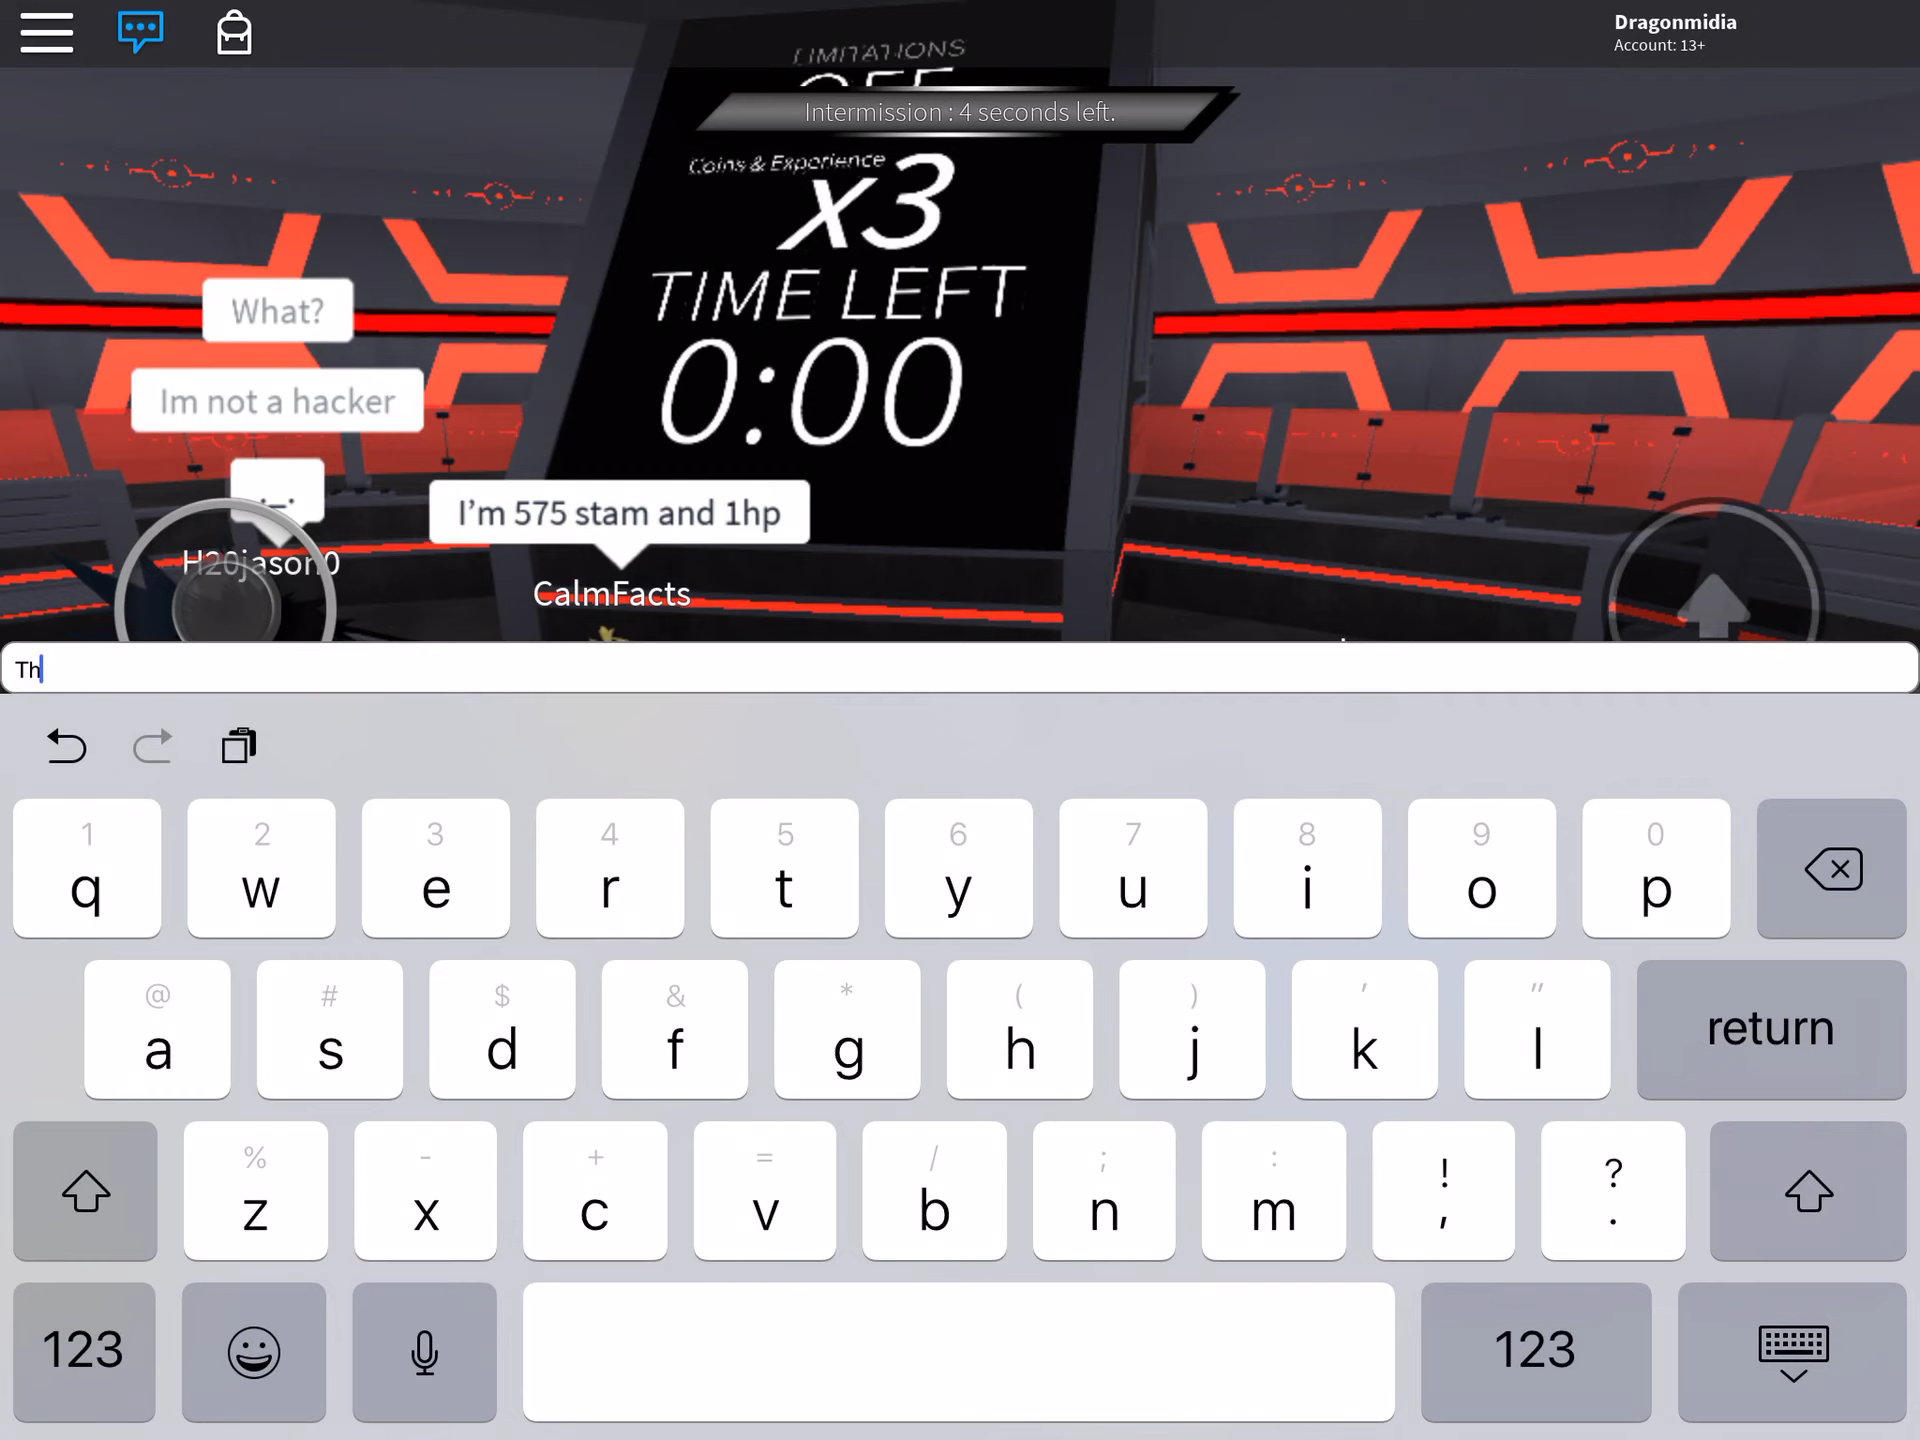 Dragonmidia
Account: 13+
LIMITATIONS
OFF
Intermission : 4 seconds left.
Coins & Experience
x3
TIME LEFT
0:00
What?
Im not a hacker
._.
H20jason0
I'm 575 stam and 1hp
CalmFacts
Th
1 2 3 4 5 6 7 8 9 0
q w e r t y u i o p
@ # $ & * ( ) ' "
a s d f g h j k l return
% - + = / ; : ! ?
z x c v b n m , .
123 123